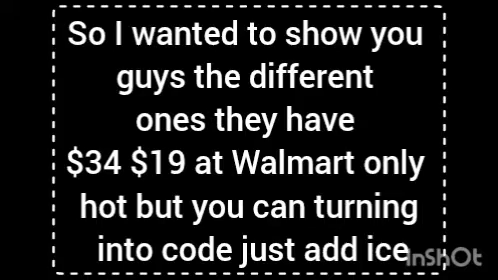 So I wanted to show you
guys the different
ones they have
$34 $19 at Walmart only
hot but you can turning
into code just add ice
InShOt